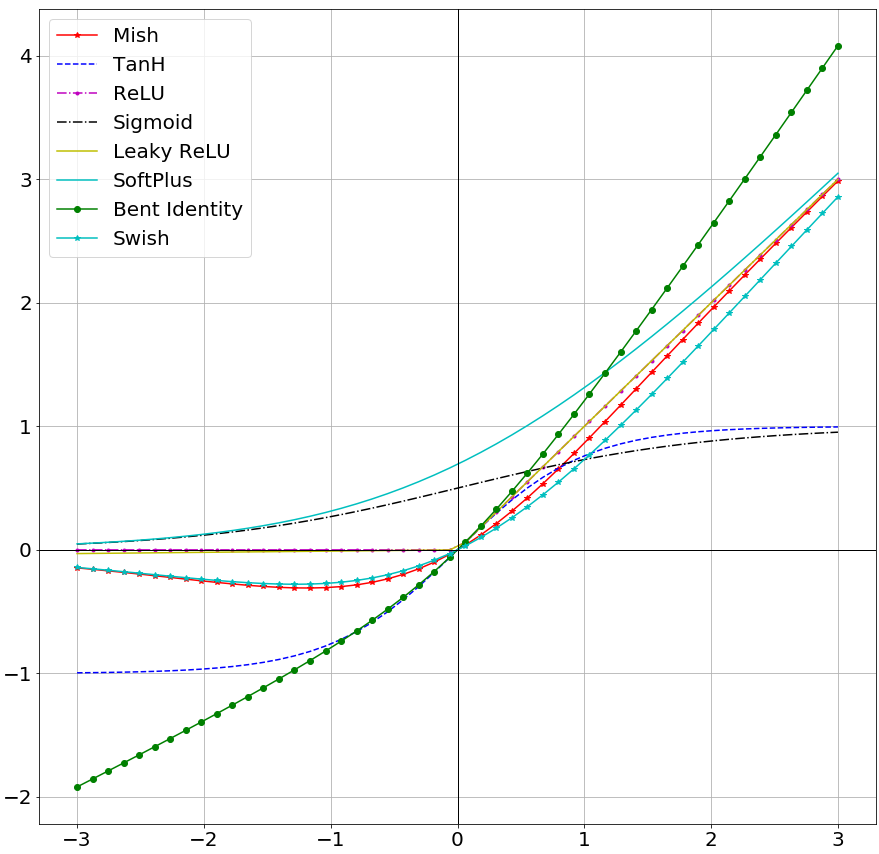 Mish
TanH
ReLU
Sigmoid
Leaky ReLU
SoftPlus
Bent Identity
Swish
4
3
2
1
0
−1
−2
−3 −2 −1 0 1 2 3